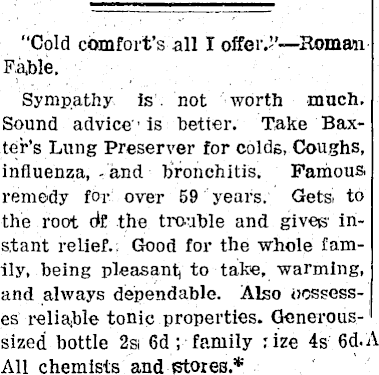 "Cold comfort's all I offer."—Roman
Fable.
Sympathy is not worth much.
Sound advice is better. Take Bax-
ter's Lung Preserver for colds, Coughs,
influenza, and bronchitis. Famous
remedy for over 59 years. Gets to
the root of the trouble and gives in-
stant relief. Good for the whole fam-
ily, being pleasant to take, warming,
and always dependable. Also possess-
es reliable tonic properties. Generous-
sized bottle 2s 6d; family size 4s 6d. A
All chemists and stores.*